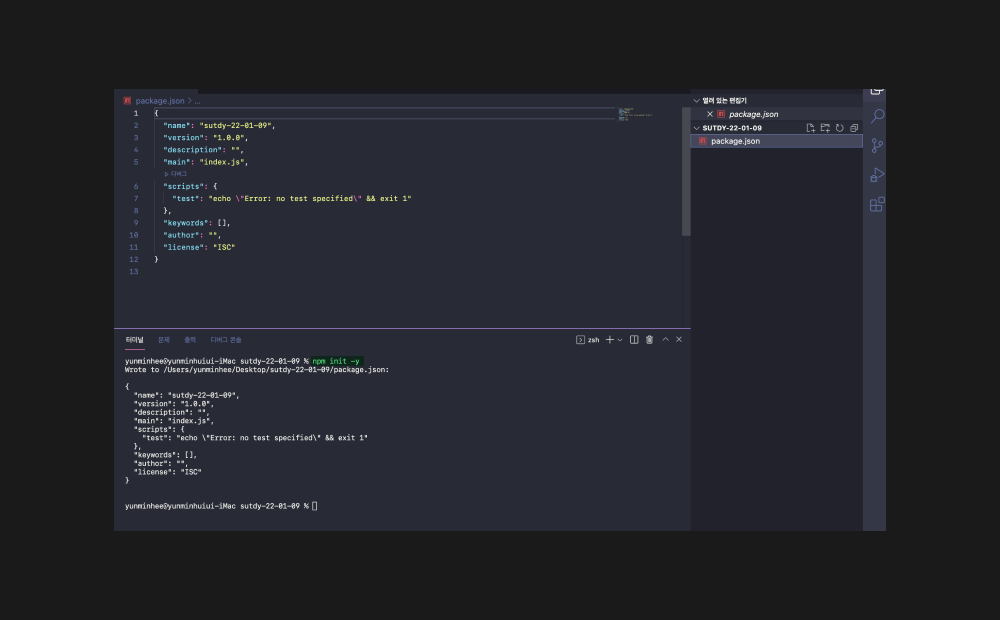 package.json > ...
1 {
2 "name": "sutdy-22-01-09",
3 "version": "1.0.0",
4 "description": "",
5 "main": "index.js",
▷ 디버그
6 "scripts": {
7 "test": "echo \"Error: no test specified\" && exit 1"
8 },
9 "keywords": [],
10 "author": "",
11 "license": "ISC"
12 }
13
열려 있는 편집기
package.json
SUTDY-22-01-09
package.json
터미널 문제 출력 디버그 콘솔
zsh
yunminhee@yunminhuiui-iMac sutdy-22-01-09 % npm init -y
Wrote to /Users/yunminhee/Desktop/sutdy-22-01-09/package.json:
{
"name": "sutdy-22-01-09",
"version": "1.0.0",
"description": "",
"main": "index.js",
"scripts": {
"test": "echo \"Error: no test specified\" && exit 1"
},
"keywords": [],
"author": "",
"license": "ISC"
}
yunminhee@yunminhuiui-iMac sutdy-22-01-09 %